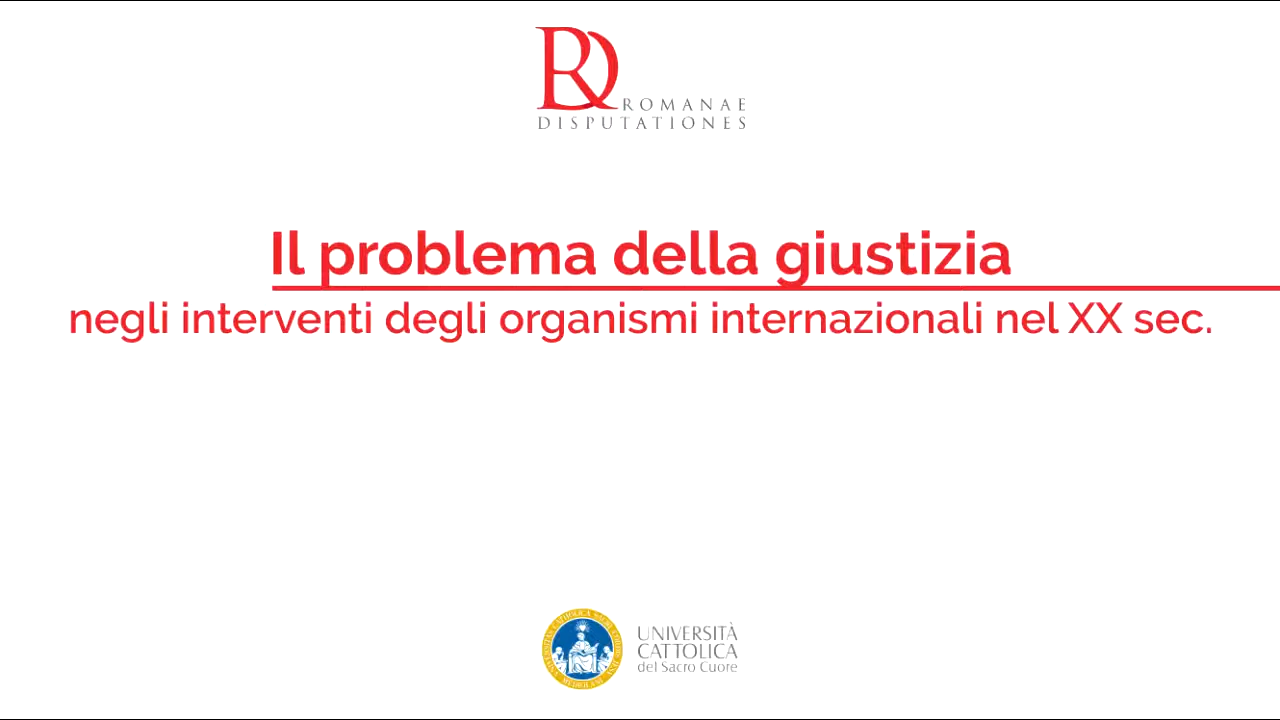 RD ROMANAE
DISPUTATIONES
Il problema della giustizia
negli interventi degli organismi internazionali nel XX sec.
UNIVERSITÀ
CATTOLICA
del Sacro Cuore